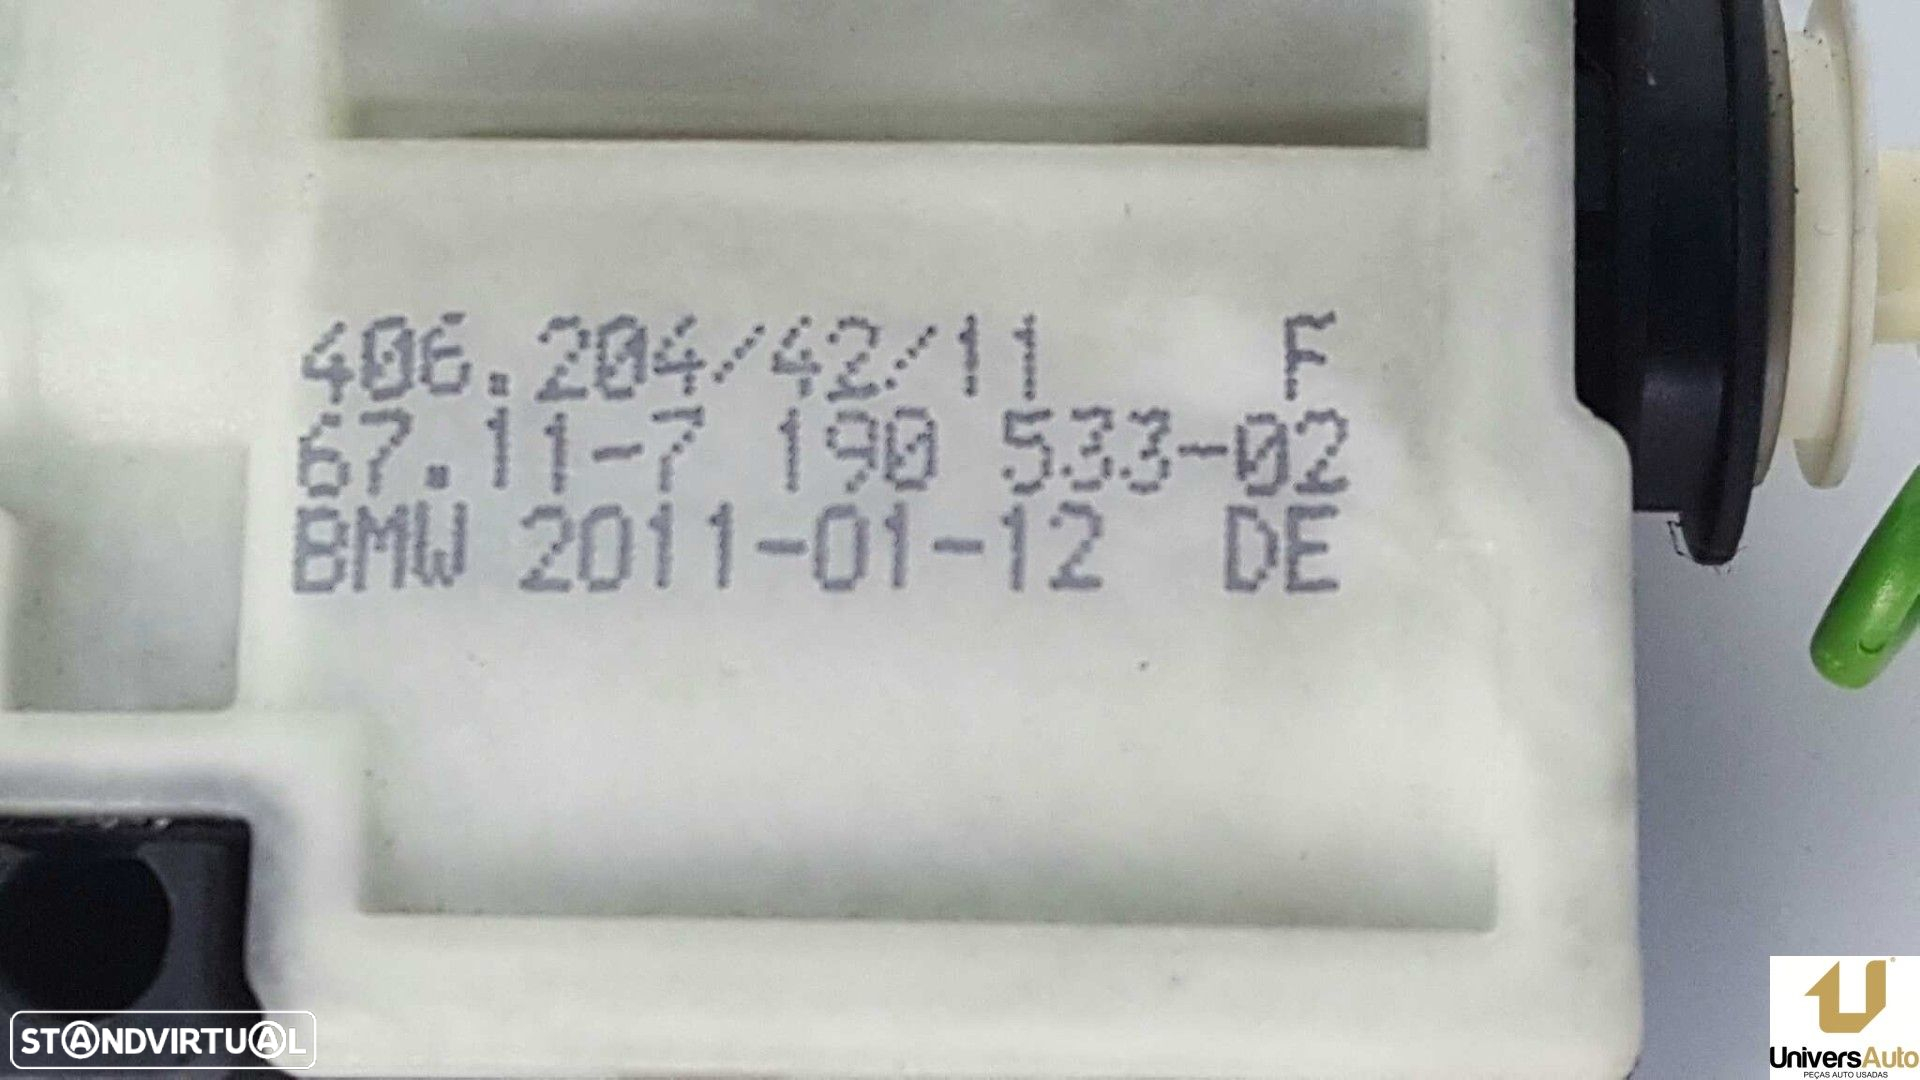 406.204/42/11 F
67.11-7 190 533-02
BMW 2011-01-12 DE
STANDVIRTUAL
UniversAuto
PEÇAS AUTO USADAS